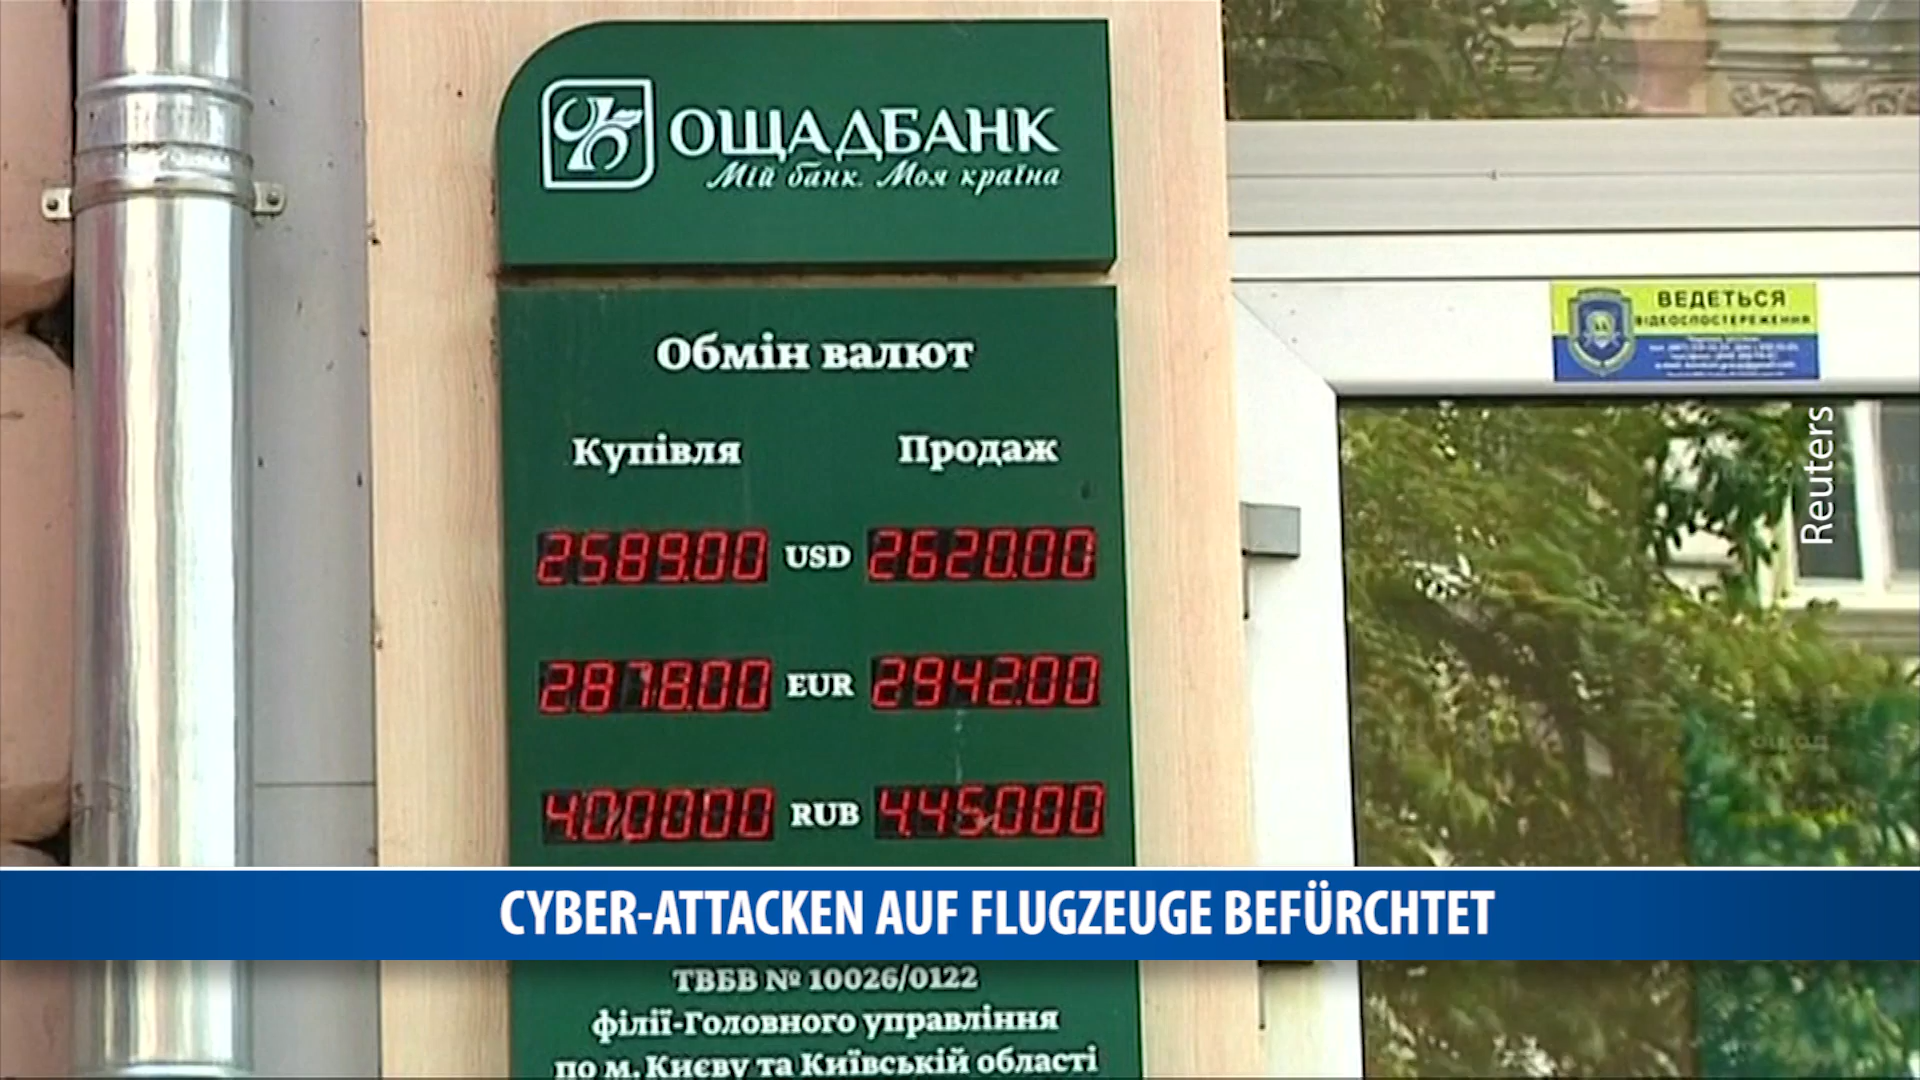 ОЩАДБАНК
Мій банк. Моя країна
Обмін валют
Купівля Продаж
2589.00 USD 2620.00
2878.00 EUR 2942.00
4.00000 RUB 4.45000
ВЕДЕТЬСЯ
ВІДЕОСПОСТЕРЕЖЕННЯ
Reuters
CYBER-ATTACKEN AUF FLUGZEUGE BEFÜRCHTET
ТВБВ № 10026/0122
філії-Головного управління
по м. Києву та Київській області